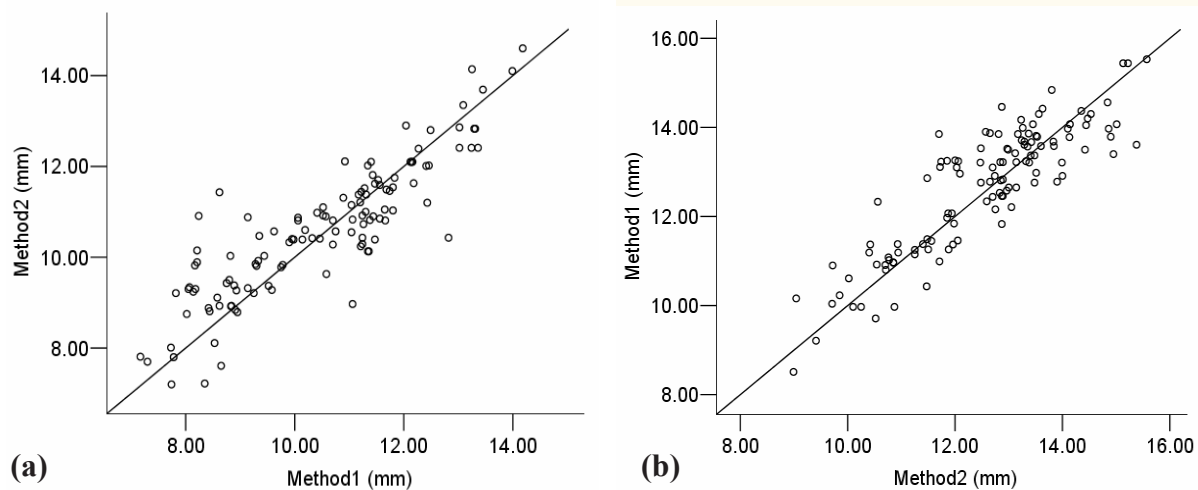 14.00
12.00
10.00
8.00
Method2 (mm)
8.00 10.00 12.00 14.00
Method1 (mm)
(a)
16.00
14.00
12.00
10.00
8.00
Method1 (mm)
8.00 10.00 12.00 14.00 16.00
Method2 (mm)
(b)